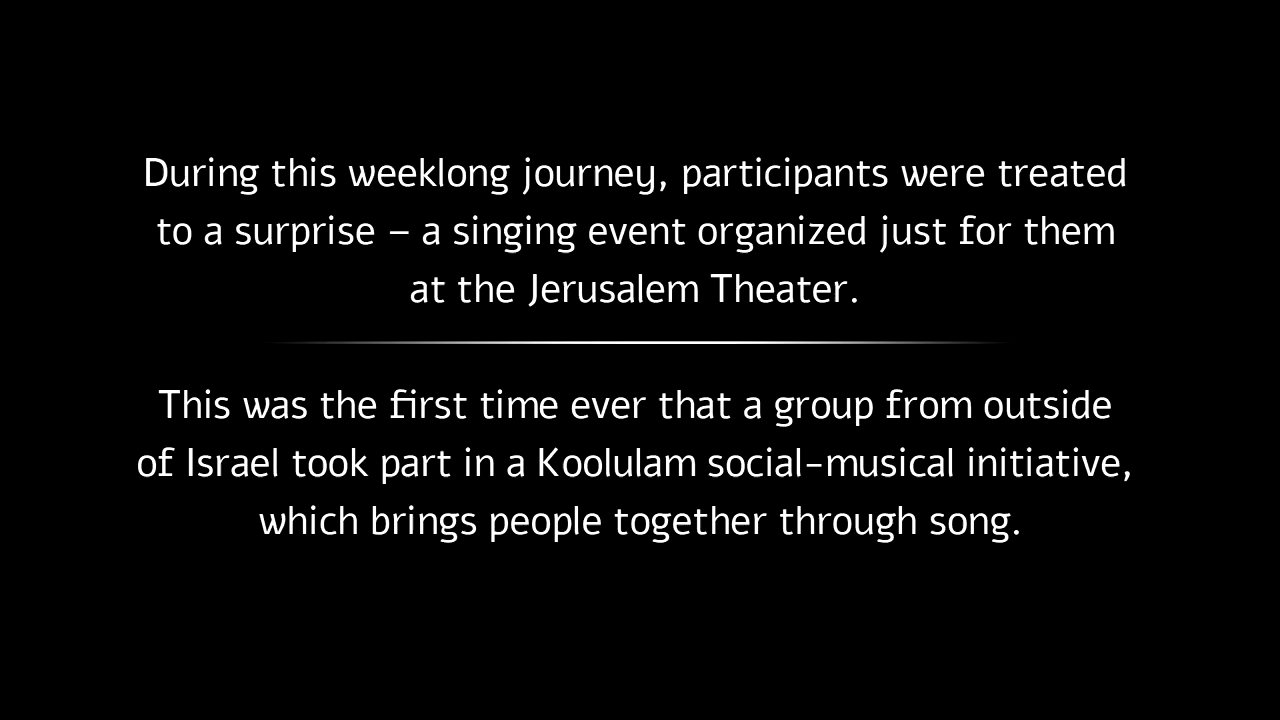 During this weeklong journey, participants were treated
to a surprise – a singing event organized just for them
at the Jerusalem Theater.
This was the first time ever that a group from outside
of Israel took part in a Koolulam social-musical initiative,
which brings people together through song.